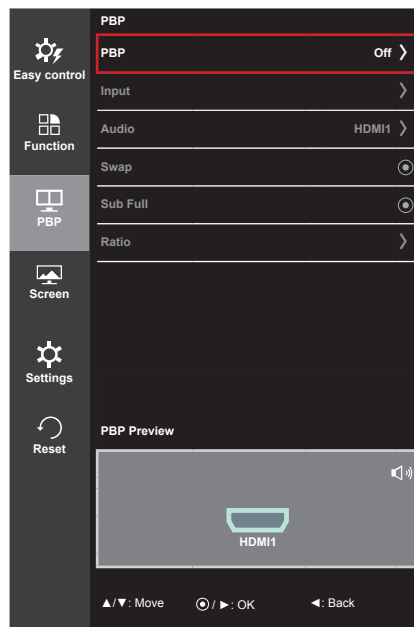 Easy control
Function
PBP
Screen
Settings
Reset
PBP
PBP Off
Input
Audio HDMI1
Swap
Sub Full
Ratio
PBP Preview
HDMI1
▲/▼: Move ◉ / ►: OK ◄: Back